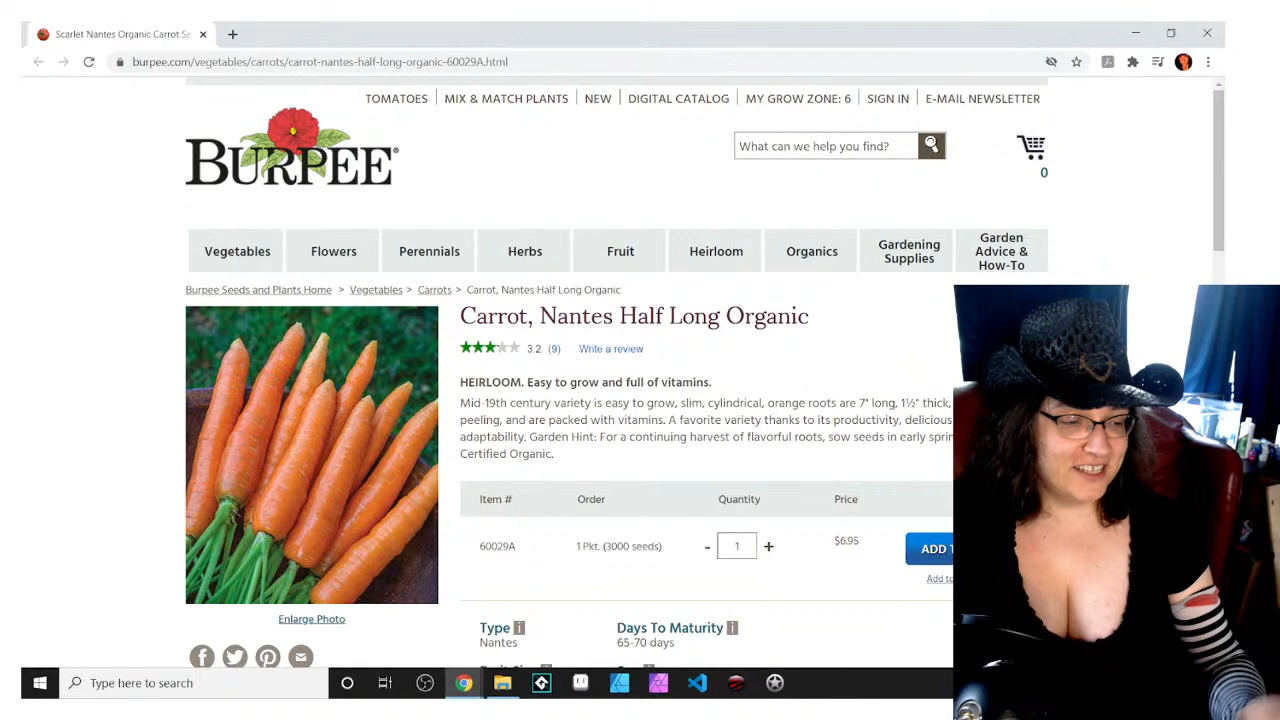 Scarlet Nantes Organic Carrot Se
burpee.com/vegetables/carrots/carrot-nantes-half-long-organic-60029A.html
TOMATOES
MIX & MATCH PLANTS
NEW
DIGITAL CATALOG
MY GROW ZONE: 6
SIGN IN
E-MAIL NEWSLETTER
BURPEE®
What can we help you find?
0
Vegetables
Flowers
Perennials
Herbs
Fruit
Heirloom
Organics
Gardening
Supplies
Garden
Advice &
How-To
Burpee Seeds and Plants Home > Vegetables > Carrots > Carrot, Nantes Half Long Organic
Carrot, Nantes Half Long Organic
3.2 (9) Write a review
HEIRLOOM. Easy to grow and full of vitamins.
Mid-19th century variety is easy to grow, slim, cylindrical, orange roots are 7" long, 1½" thick,
peeling, and are packed with vitamins. A favorite variety thanks to its productivity, delicious
adaptability. Garden Hint: For a continuing harvest of flavorful roots, sow seeds in early sprin
Certified Organic.
Item # Order Quantity Price
60029A 1 Pkt. (3000 seeds) - 1 + $6.95
ADD T
Add to
Enlarge Photo
Type i Days To Maturity i
Nantes 65-70 days
Type here to search